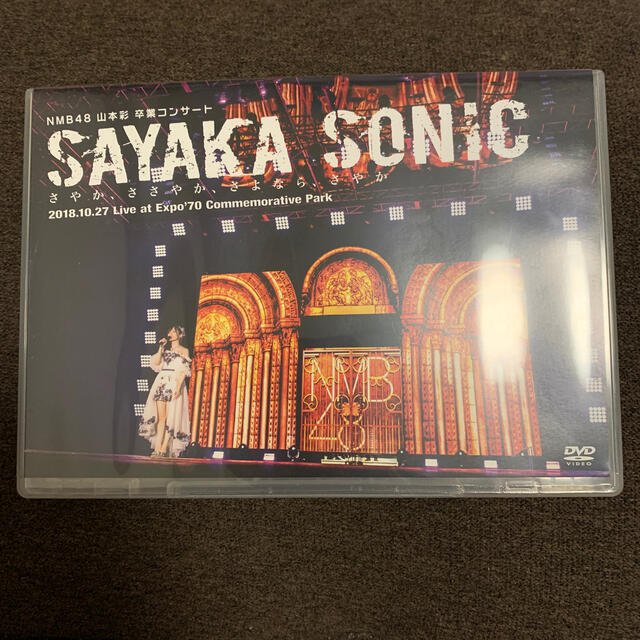 NMB48 山本彩 卒業コンサート
SAYAKA SONIC
さやか、ささやか、さよなら、さやか
2018.10.27 Live at Expo'70 Commemorative Park
NMB
48
DVD
VIDEO